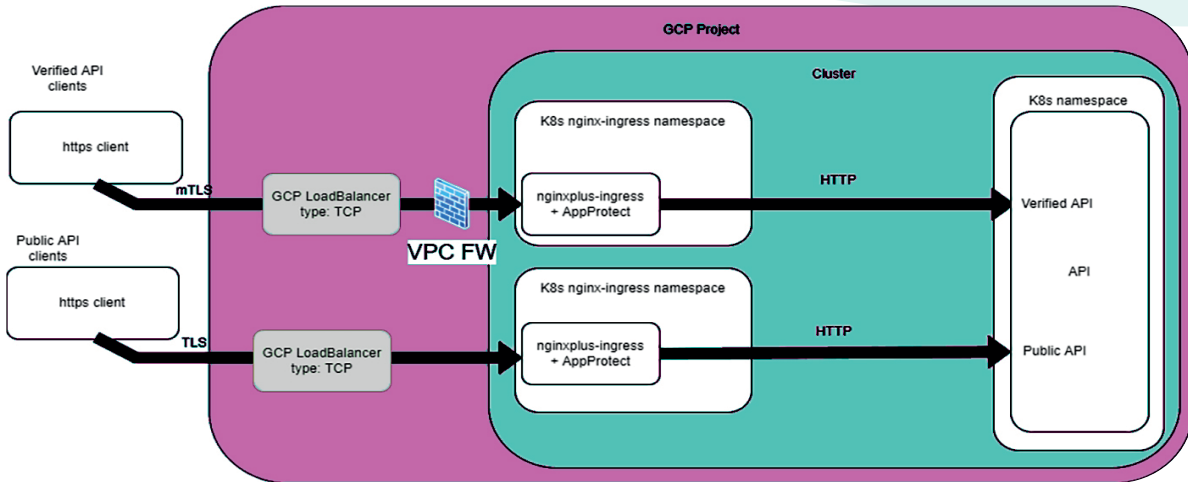 GCP Project
Cluster
Verified API
clients
https client
mTLS
GCP LoadBalancer
type: TCP
VPC FW
K8s nginx-ingress namespace
nginxplus-ingress
+ AppProtect
HTTP
K8s namespace
Verified API
API
Public API
Public API
clients
https client
TLS
GCP LoadBalancer
type: TCP
K8s nginx-ingress namespace
nginxplus-ingress
+ AppProtect
HTTP